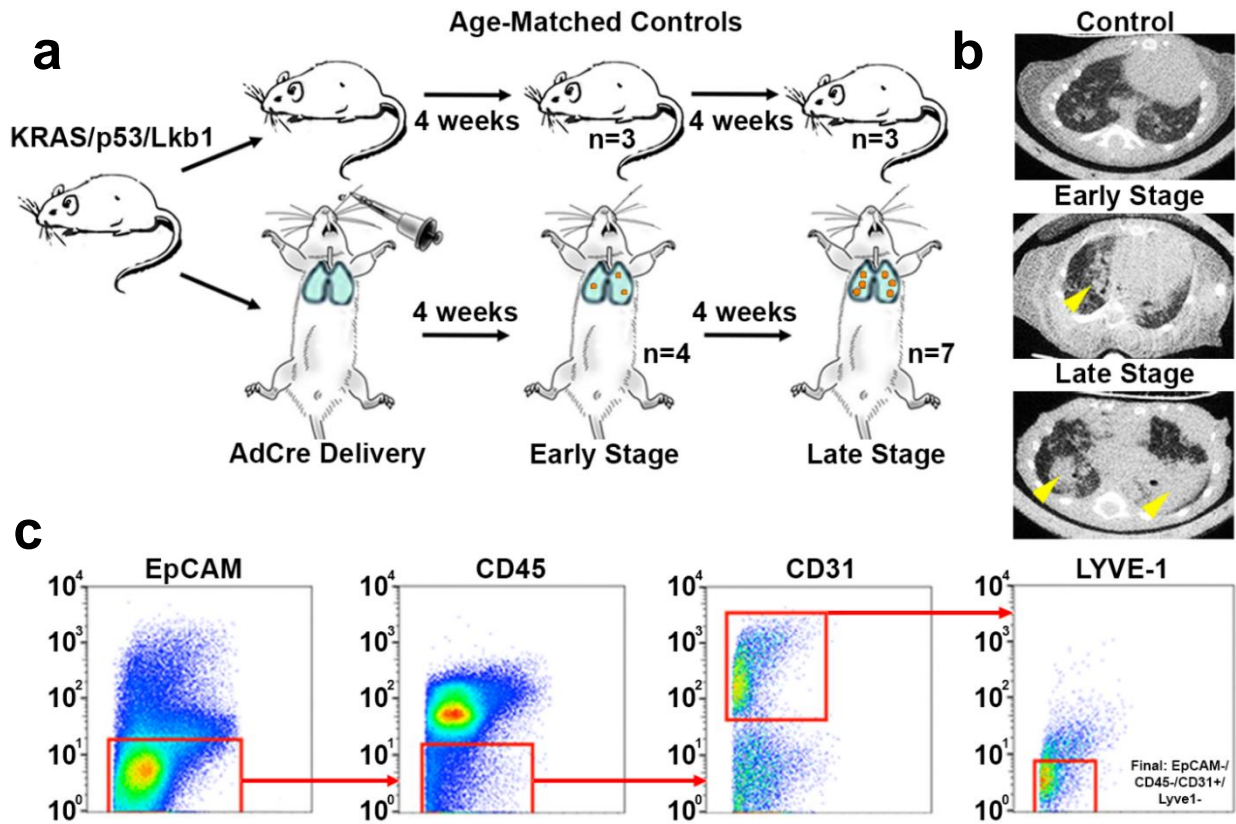 a
Age-Matched Controls
KRAS/p53/Lkb1
4 weeks
4 weeks
n=3
n=3
4 weeks
4 weeks
n=4
n=7
AdCre Delivery
Early Stage
Late Stage
b
Control
Early Stage
Late Stage
c
EpCAM
10⁴
10³
10²
10¹
10⁰
CD45
10⁴
10³
10²
10¹
10⁰
CD31
10⁴
10³
10²
10¹
10⁰
LYVE-1
10⁴
10³
10²
10¹
10⁰
Final: EpCAM-/
CD45-/CD31+/
Lyve1-